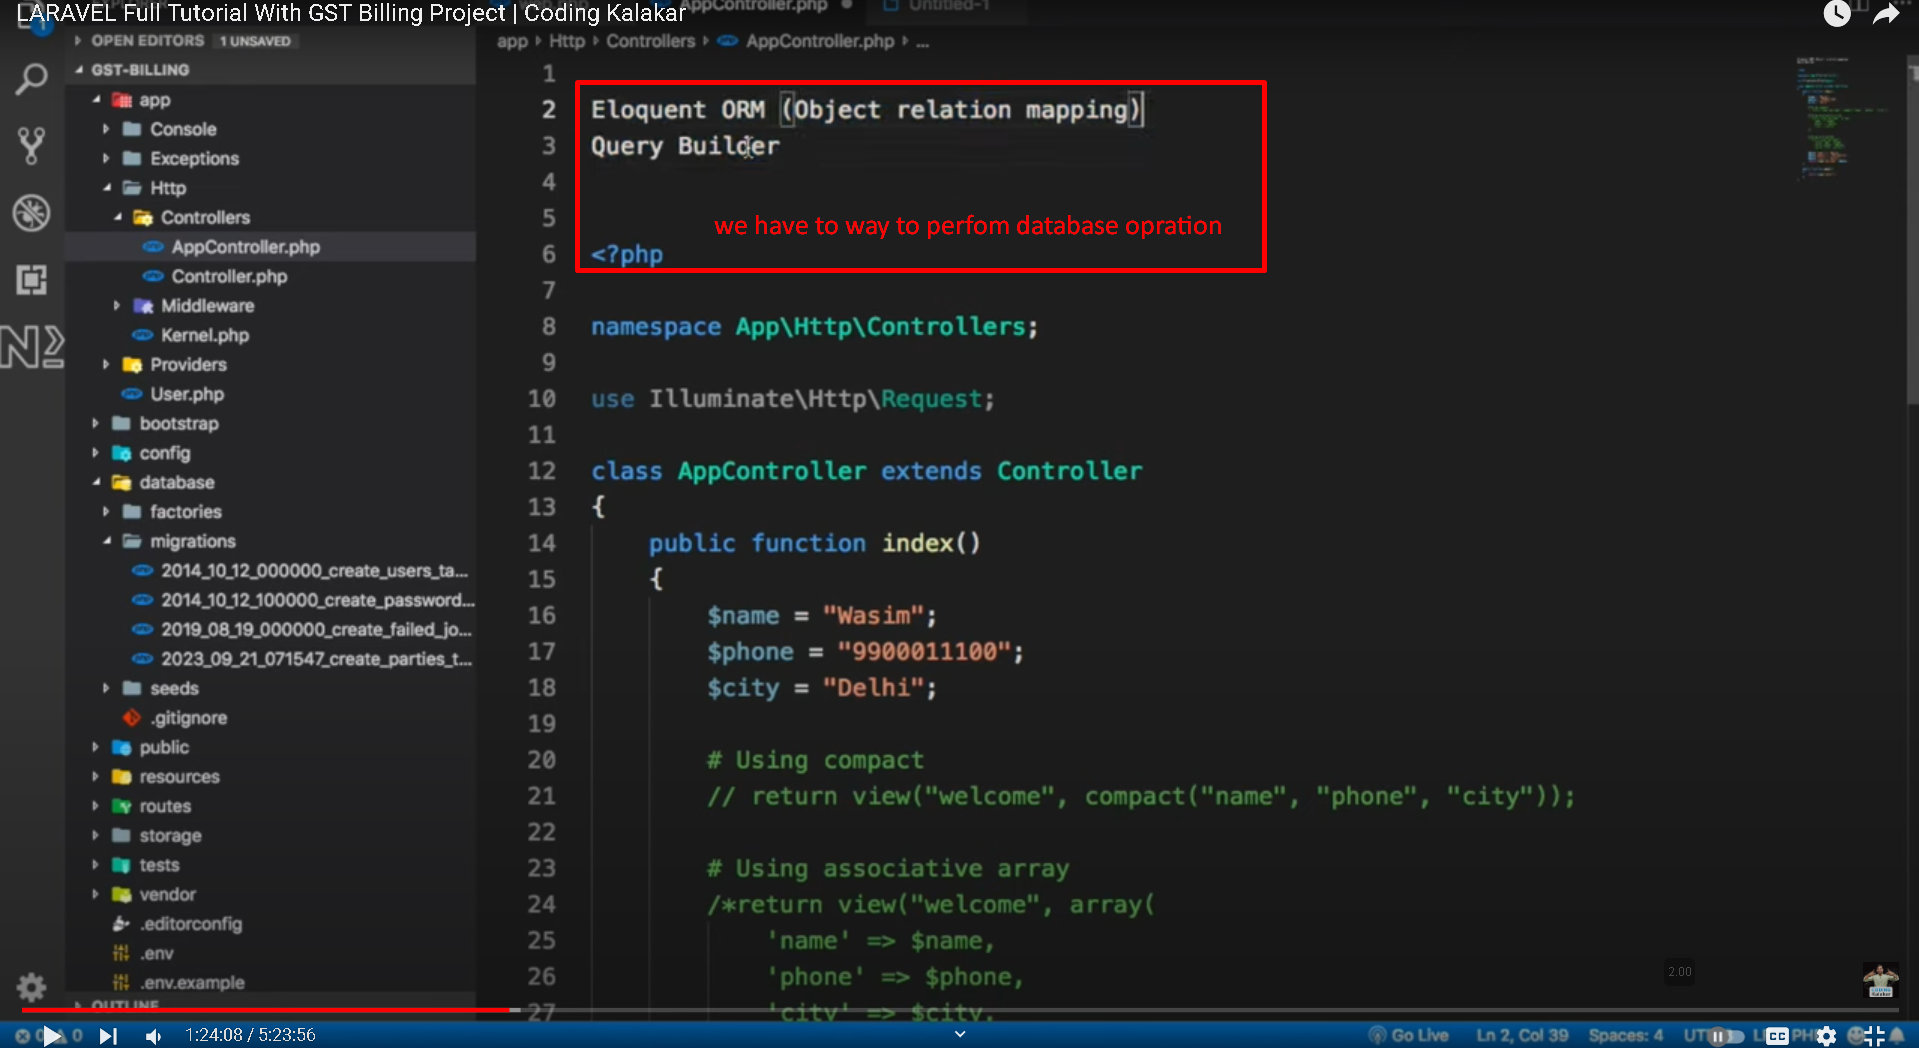 LARAVEL Full Tutorial With GST Billing Project | Coding Kalakar
AppController.php
Untitled-1
1
OPEN EDITORS 1 UNSAVED
app Http Controllers AppController.php ...
GST-BILLING
app
Console
Exceptions
Http
Controllers
AppController.php
Controller.php
Middleware
Kernel.php
Providers
User.php
bootstrap
config
database
factories
migrations
2014_10_12_000000_create_users_ta...
2014_10_12_100000_create_password...
2019_08_19_000000_create_failed_jo...
2023_09_21_071547_create_parties_t...
seeds
.gitignore
public
resources
routes
storage
tests
vendor
.editorconfig
.env
.env.example
OUTLINE
1
2 Eloquent ORM (Object relation mapping)
3 Query Builder
4
5
we have to way to perfom database opration
6 <?php
7
8 namespace App\Http\Controllers;
9
10 use Illuminate\Http\Request;
11
12 class AppController extends Controller
13 {
14 public function index()
15 {
16 $name = "Wasim";
17 $phone = "9900011100";
18 $city = "Delhi";
19
20 # Using compact
21 // return view("welcome", compact("name", "phone", "city"));
22
23 # Using associative array
24 /*return view("welcome", array(
25 'name' => $name,
26 'phone' => $phone,
27 'city' => $city,
2.00
1:24:08 / 5:23:56
Go Live Ln 2, Col 39 Spaces: 4
CC